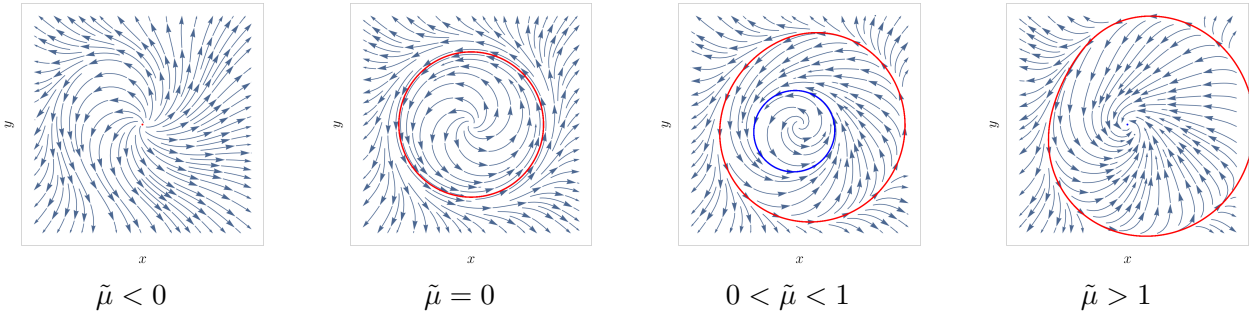 y y y y
x x x x
μ̃ < 0 μ̃ = 0 0 < μ̃ < 1 μ̃ > 1